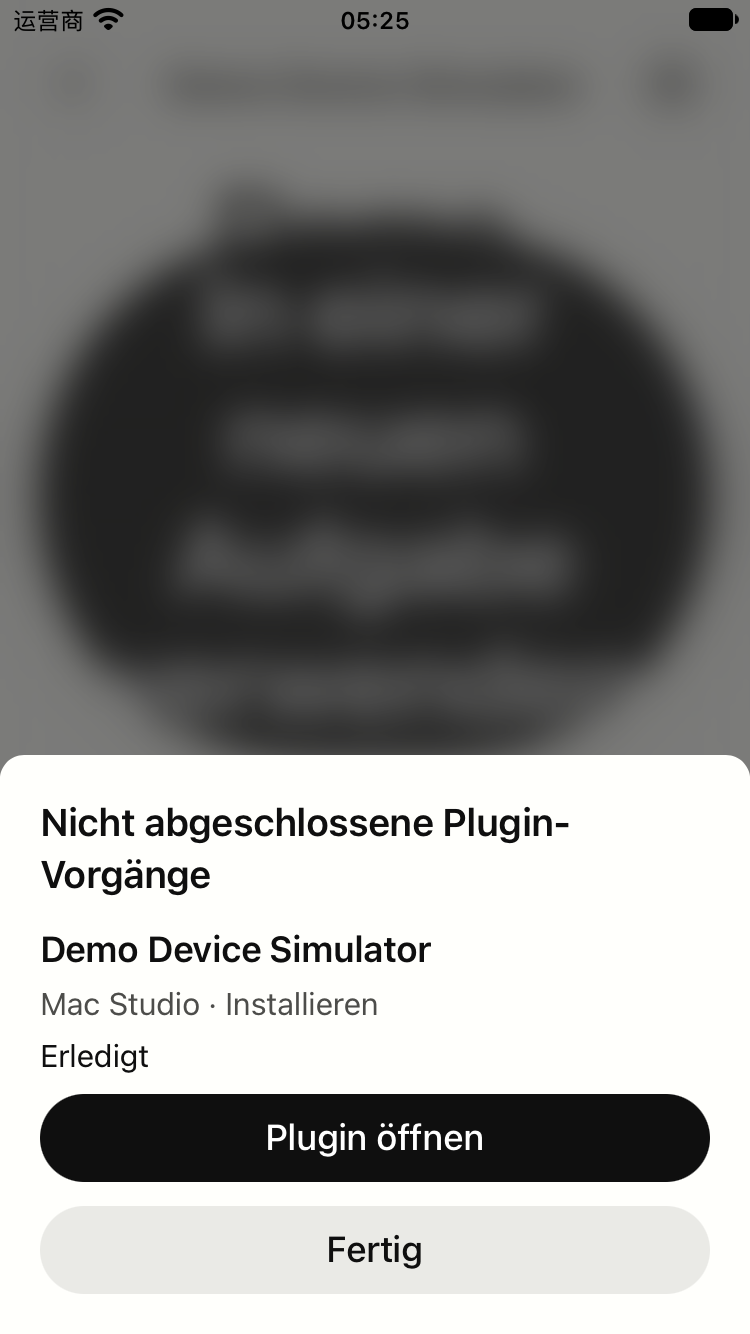 运营商
05:25
Nicht abgeschlossene Plugin-
Vorgänge
Demo Device Simulator
Mac Studio · Installieren
Erledigt
Plugin öffnen
Fertig